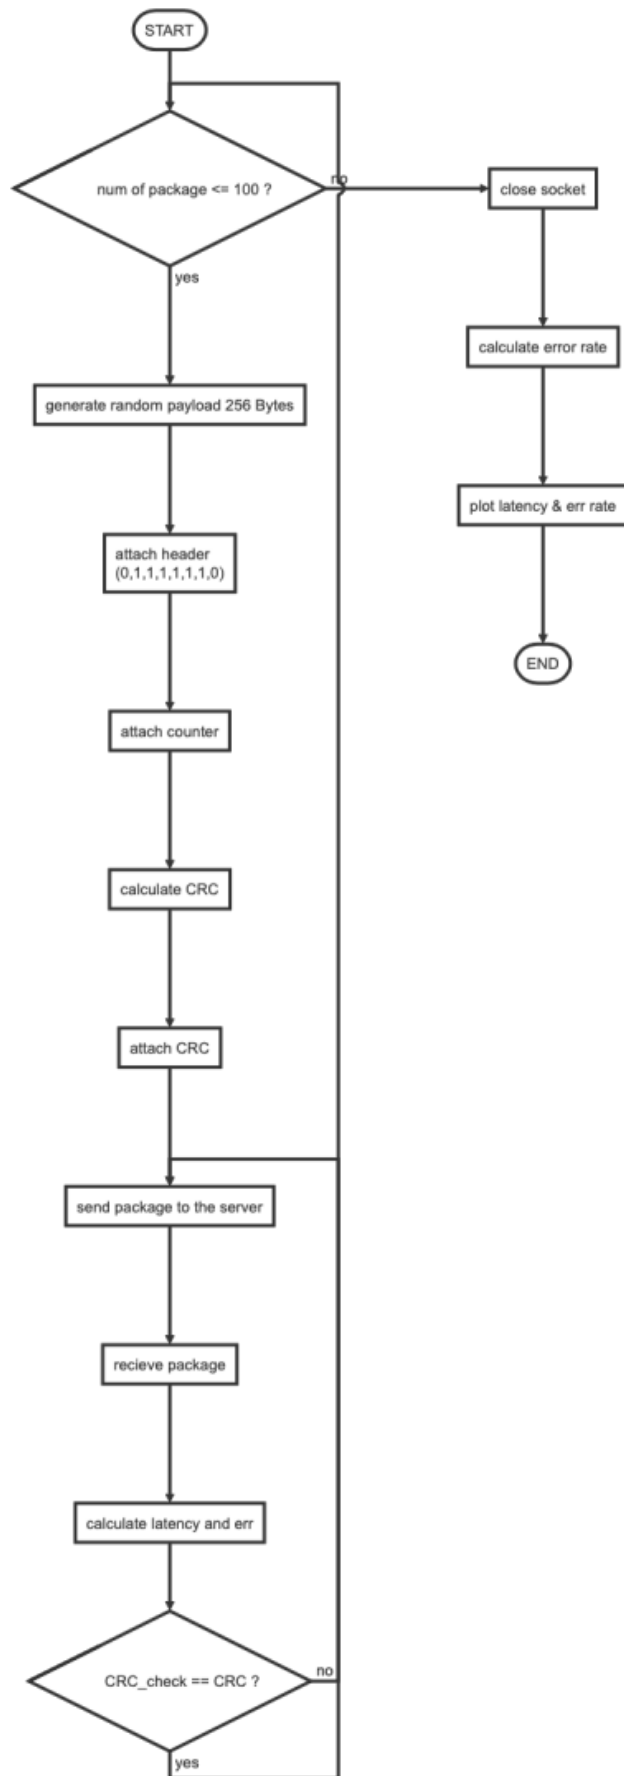 START
num of package <= 100 ?
no
close socket
yes
calculate error rate
generate random payload 256 Bytes
plot latency & err rate
attach header
(0,1,1,1,1,1,1,0)
END
attach counter
calculate CRC
attach CRC
send package to the server
recieve package
calculate latency and err
CRC_check == CRC ?
no
yes